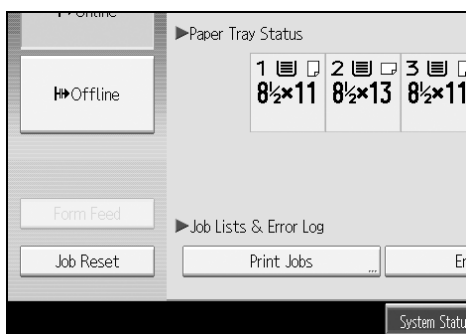 Online
Paper Tray Status
1 2 3
8½×11 8½×13 8½×11
Offline
Form Feed
Job Lists & Error Log
Job Reset
Print Jobs ...
System Statu